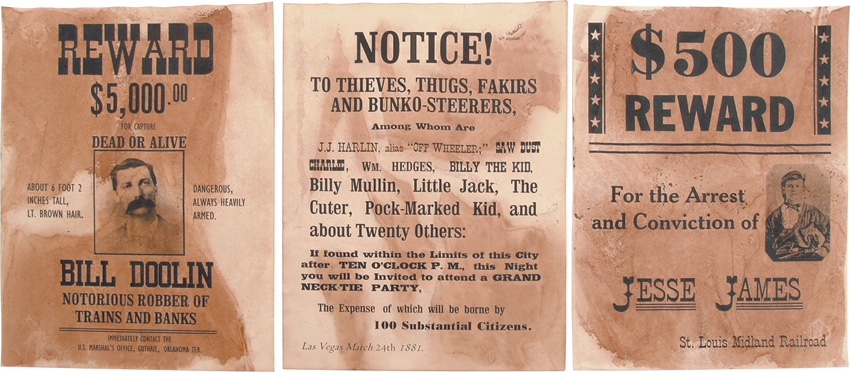 REWARD
$5,000.00
FOR CAPTURE
DEAD OR ALIVE
ABOUT 6 FOOT 2
INCHES TALL,
LT. BROWN HAIR.
DANGEROUS,
ALWAYS HEAVILY
ARMED.
BILL DOOLIN
NOTORIOUS ROBBER OF
TRAINS AND BANKS
IMMEDIATELY CONTACT THE
U.S. MARSHAL'S OFFICE, GUTHRIE, OKLAHOMA TER.
NOTICE!
TO THIEVES, THUGS, FAKIRS
AND BUNKO-STEERERS,
Among Whom Are
J.J. HARLIN, alias "OFF WHEELER;" SAW DUST
CHARLIE, WM. HEDGES, BILLY THE KID,
Billy Mullin, Little Jack, The
Cuter, Pock-Marked Kid, and
about Twenty Others:
If found within the Limits of this City
after TEN O'CLOCK P. M., this Night
you will be Invited to attend a GRAND
NECK-TIE PARTY,
The Expense of which will be borne by
100 Substantial Citizens.
Las Vegas March 24th 1881.
$500
REWARD
For the Arrest
and Conviction of
JESSE JAMES
St. Louis Midland Railroad